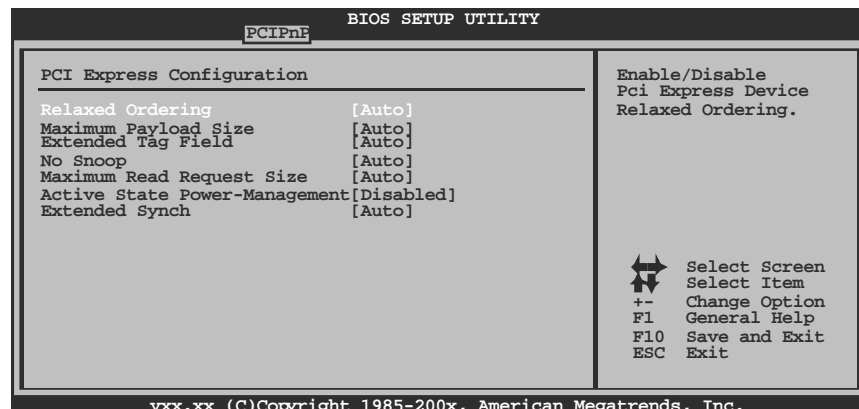 BIOS SETUP UTILITY
PCIPnP
PCI Express Configuration
Relaxed Ordering [Auto]
Maximum Payload Size [Auto]
Extended Tag Field [Auto]
No Snoop [Auto]
Maximum Read Request Size [Auto]
Active State Power-Management[Disabled]
Extended Synch [Auto]
Enable/Disable
Pci Express Device
Relaxed Ordering.
Select Screen
Select Item
+- Change Option
F1 General Help
F10 Save and Exit
ESC Exit
vxx.xx (C)Copyright 1985-200x, American Megatrends, Inc.